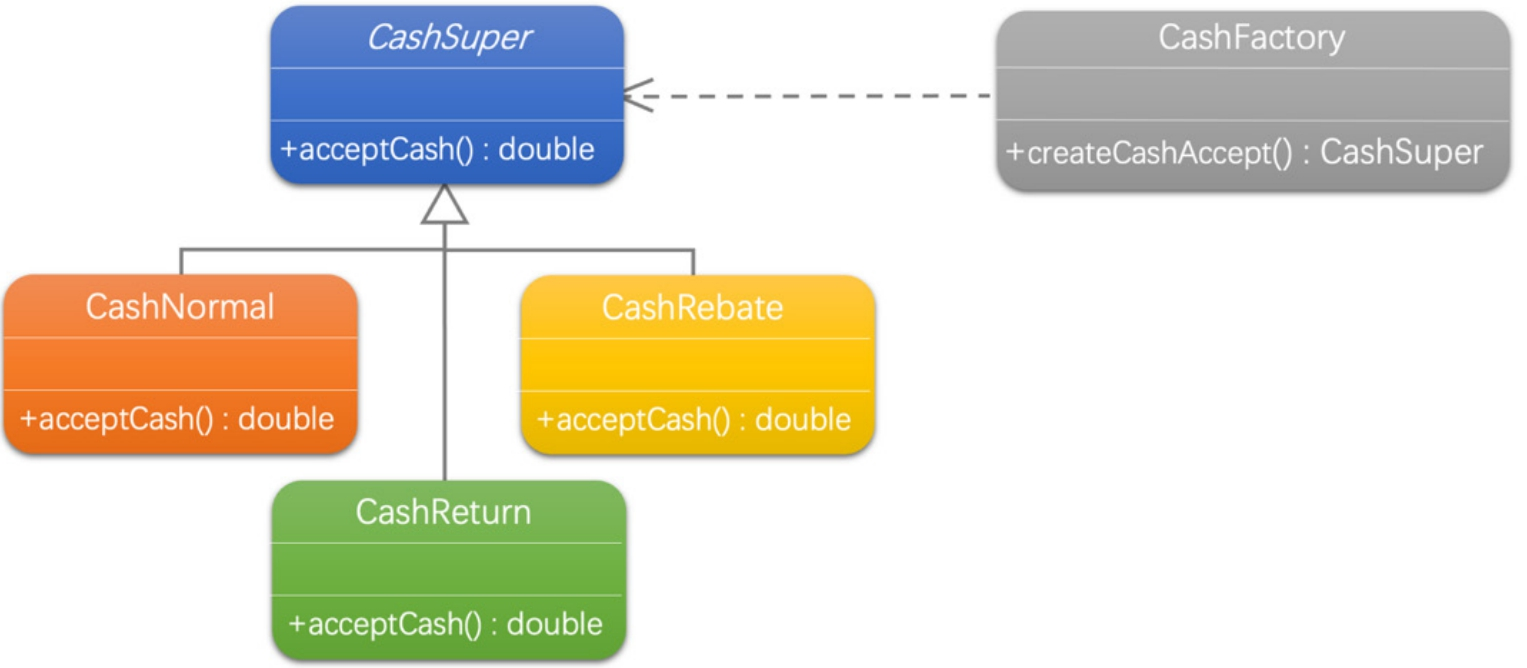 CashSuper
+acceptCash() : double
CashFactory
+createCashAccept() : CashSuper
CashNormal
+acceptCash() : double
CashRebate
+acceptCash() : double
CashReturn
+acceptCash() : double